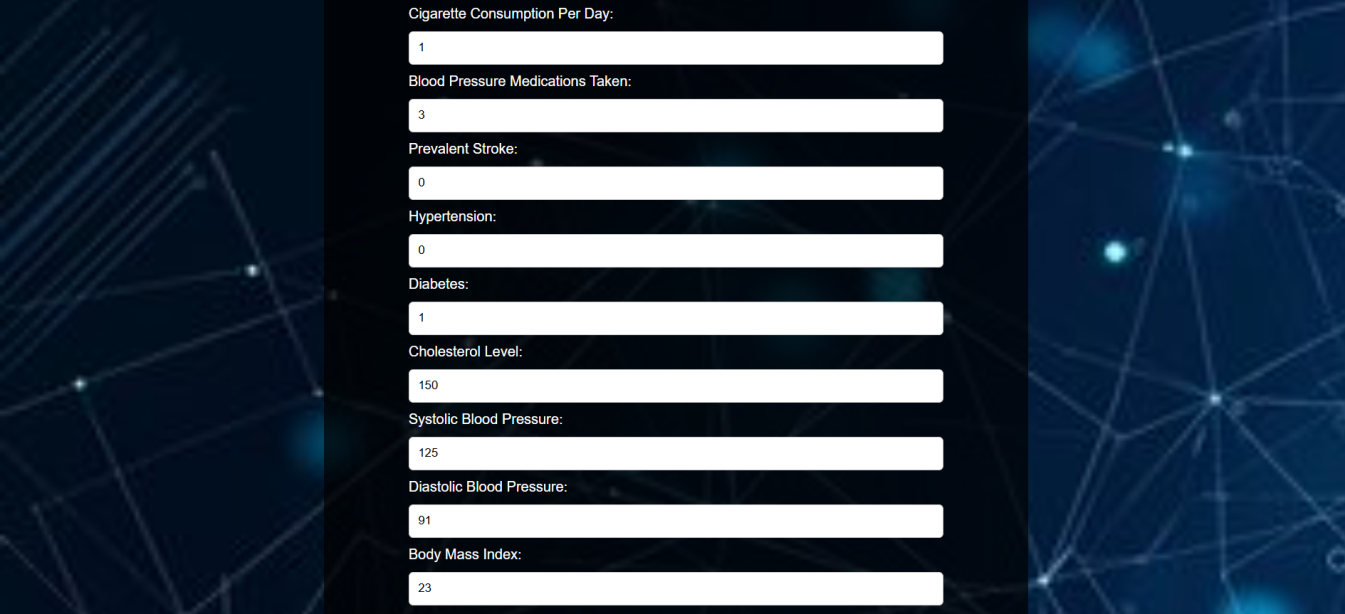 Cigarette Consumption Per Day:
1
Blood Pressure Medications Taken:
3
Prevalent Stroke:
0
Hypertension:
0
Diabetes:
1
Cholesterol Level:
150
Systolic Blood Pressure:
125
Diastolic Blood Pressure:
91
Body Mass Index:
23